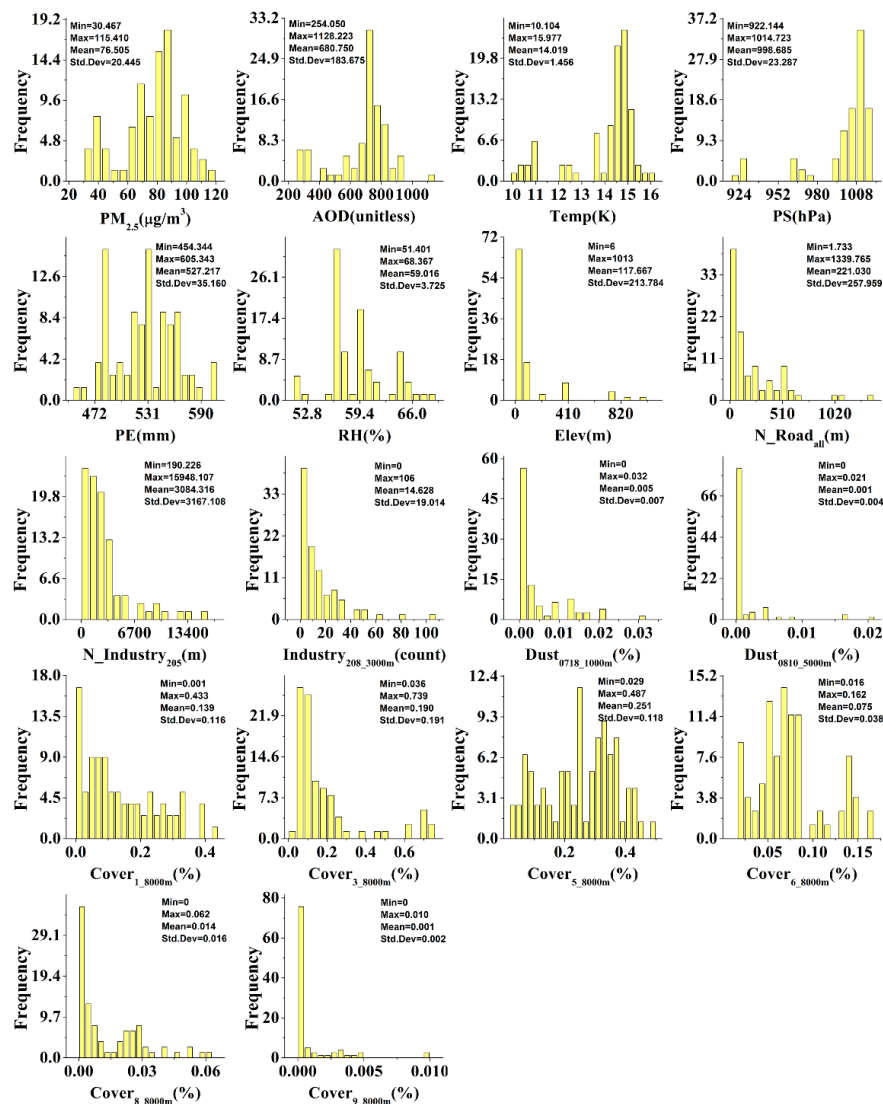 19.2
14.4
9.6
4.8
0.0
Frequency
Min=30.467
Max=115.410
Mean=76.505
Std.Dev=20.445
20 40 60 80 100 120
PM2.5(μg/m3)
33.2
30.9
16.6
8.3
0.0
Frequency
Min=254.050
Max=1128.223
Mean=680.750
Std.Dev=183.675
200 400 600 800 1000
AOD(unitless)
19.8
13.2
6.6
0.0
Frequency
Min=10.104
Max=15.977
Mean=14.019
Std.Dev=1.456
10 11 12 13 14 15 16
Temp(K)
37.2
27.9
18.6
9.3
0.0
Frequency
Min=922.144
Max=1014.723
Mean=998.685
Std.Dev=23.287
924 952 980 1008
PS(hPa)
12.6
8.4
4.2
0.0
Frequency
Min=454.344
Max=605.343
Mean=527.217
Std.Dev=35.160
472 531 590
PE(mm)
26.1
17.4
8.7
0.0
Frequency
Min=51.401
Max=68.367
Mean=59.016
Std.Dev=3.725
52.8 59.4 66.0
RH(%)
72
54
36
18
0
Frequency
Min=6
Max=1013
Mean=117.667
Std.Dev=213.784
0 410 820
Elev(m)
33
22
11
0
Frequency
Min=1.733
Max=1339.765
Mean=221.030
Std.Dev=257.959
0 510 1020
N_Roadall(m)
19.8
13.2
6.6
0.0
Frequency
Min=190.226
Max=15948.107
Mean=3084.316
Std.Dev=3167.108
0 6700 13400
N_Industry205(m)
33
22
11
0
Frequency
Min=0
Max=106
Mean=14.628
Std.Dev=19.014
0 20 40 60 80 100
Industry208_3000m(count)
60
45
30
15
0
Frequency
Min=0
Max=0.032
Mean=0.005
Std.Dev=0.007
0.00 0.01 0.02 0.03
Dust0718_1000m(%)
66
44
22
0
Frequency
Min=0
Max=0.021
Mean=0.001
Std.Dev=0.004
0.00 0.01 0.02
Dust0810_5000m(%)
18.0
13.5
9.0
4.5
0.0
Frequency
Min=0.001
Max=0.433
Mean=0.139
Std.Dev=0.116
0.0 0.2 0.4
Cover1_8000m(%)
21.9
14.6
7.3
0.0
Frequency
Min=0.036
Max=0.739
Mean=0.190
Std.Dev=0.191
0.0 0.2 0.4 0.6
Cover3_8000m(%)
12.4
9.3
6.2
3.1
0.0
Frequency
Min=0.029
Max=0.487
Mean=0.251
Std.Dev=0.118
0.2 0.4
Cover5_8000m(%)
15.2
11.4
7.6
3.8
0.0
Frequency
Min=0.016
Max=0.162
Mean=0.075
Std.Dev=0.038
0.05 0.10 0.15
Cover6_8000m(%)
29.1
19.4
9.7
0.0
Frequency
Min=0
Max=0.062
Mean=0.014
Std.Dev=0.016
0.00 0.03 0.06
Cover8_8000m(%)
80
60
40
20
0
Frequency
Min=0
Max=0.010
Mean=0.001
Std.Dev=0.002
0.000 0.005 0.010
Cover9_8000m(%)